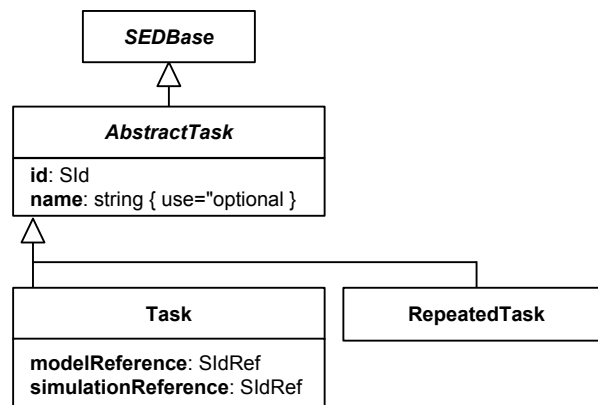 SEDBase
AbstractTask
id: SId
name: string { use="optional }
Task
RepeatedTask
modelReference: SIdRef
simulationReference: SIdRef